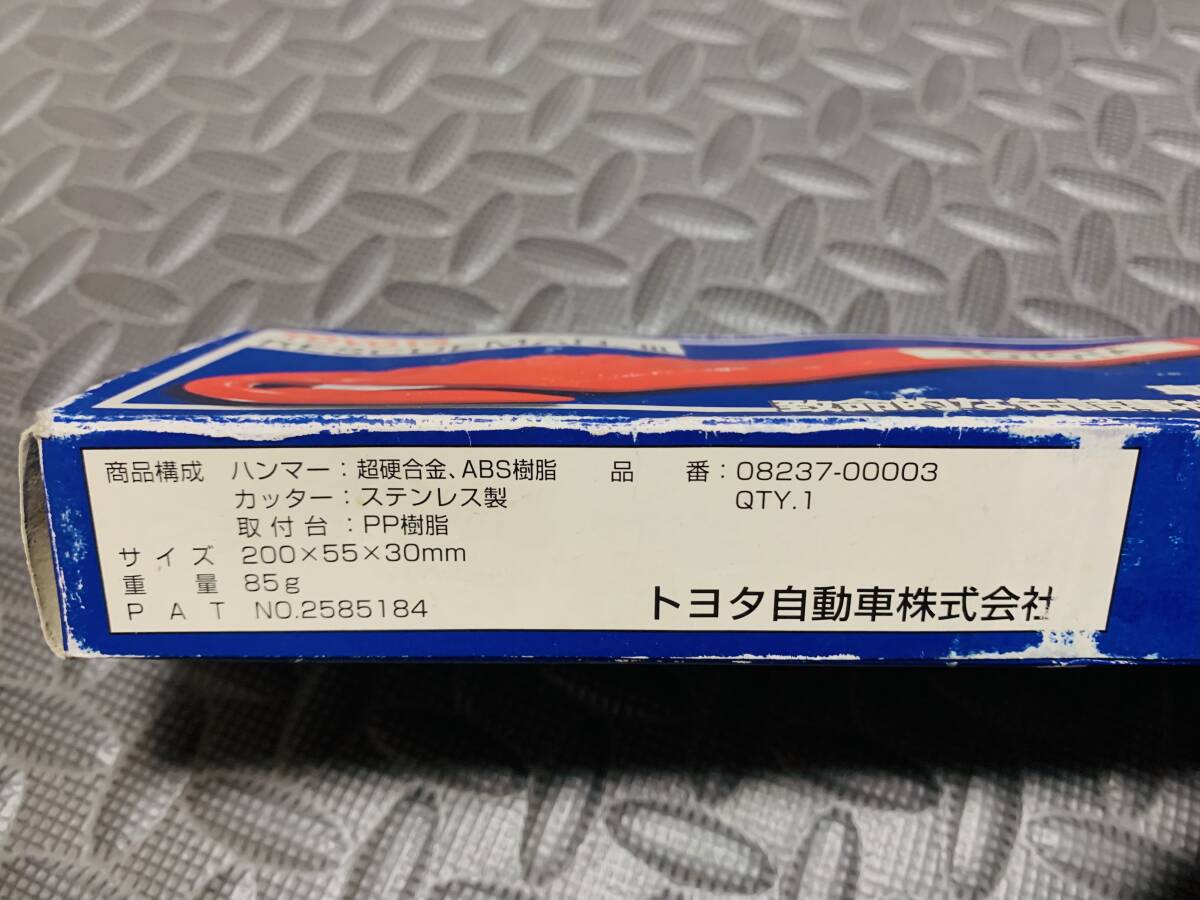 RESCUEMAN III
商品構成 ハンマー：超硬合金、ABS樹脂
カッター：ステンレス製
取付台：PP樹脂
サイズ 200×55×30mm
重量 85g
PAT NO.2585184
品番：08237-00003
QTY.1
トヨタ自動車株式会社